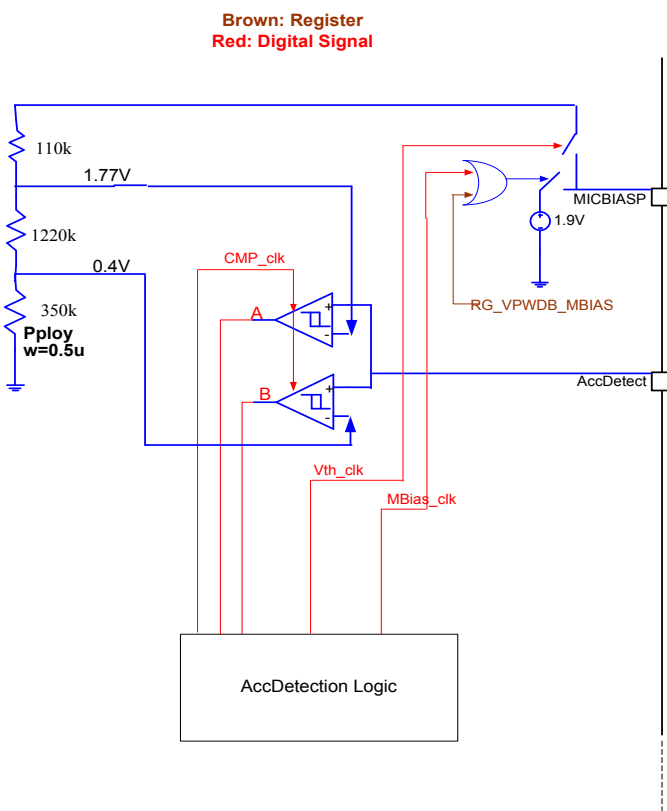 Brown: Register
Red: Digital Signal
110k
1.77V
MICBIASP
1.9V
1220k
CMP_clk
0.4V
RG_VPWDB_MBIAS
350k
A
+
-
Pploy
w=0.5u
AccDetect
B
+
-
Vth_clk
MBias_clk
AccDetection Logic